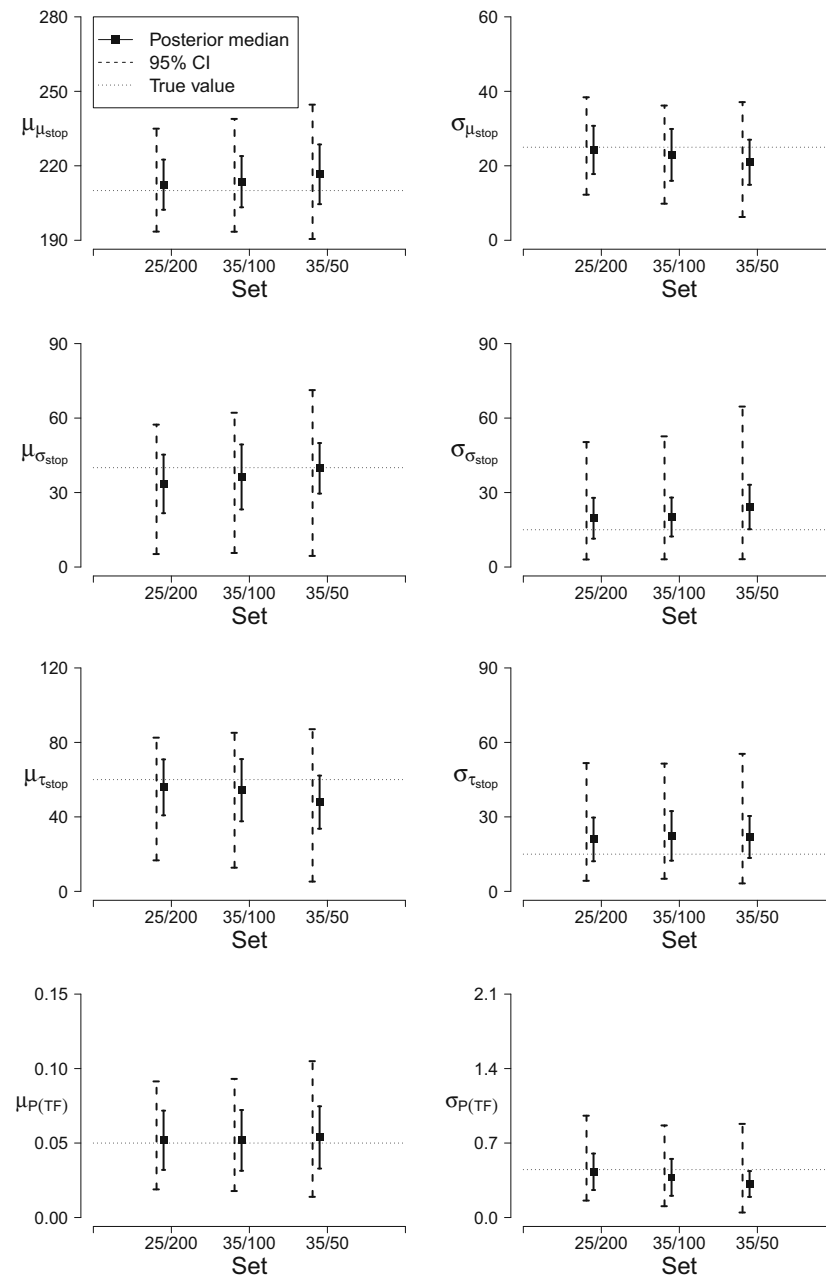 280
250
220
190
μμstop
Posterior median
95% CI
True value
25/200 35/100 35/50
Set
60
40
20
0
σμstop
25/200 35/100 35/50
Set
90
60
30
0
μσstop
25/200 35/100 35/50
Set
90
60
30
0
σσstop
25/200 35/100 35/50
Set
120
80
40
0
μτstop
25/200 35/100 35/50
Set
90
60
30
0
στstop
25/200 35/100 35/50
Set
0.15
0.10
0.05
0.00
μP(TF)
25/200 35/100 35/50
Set
2.1
1.4
0.7
0.0
σP(TF)
25/200 35/100 35/50
Set